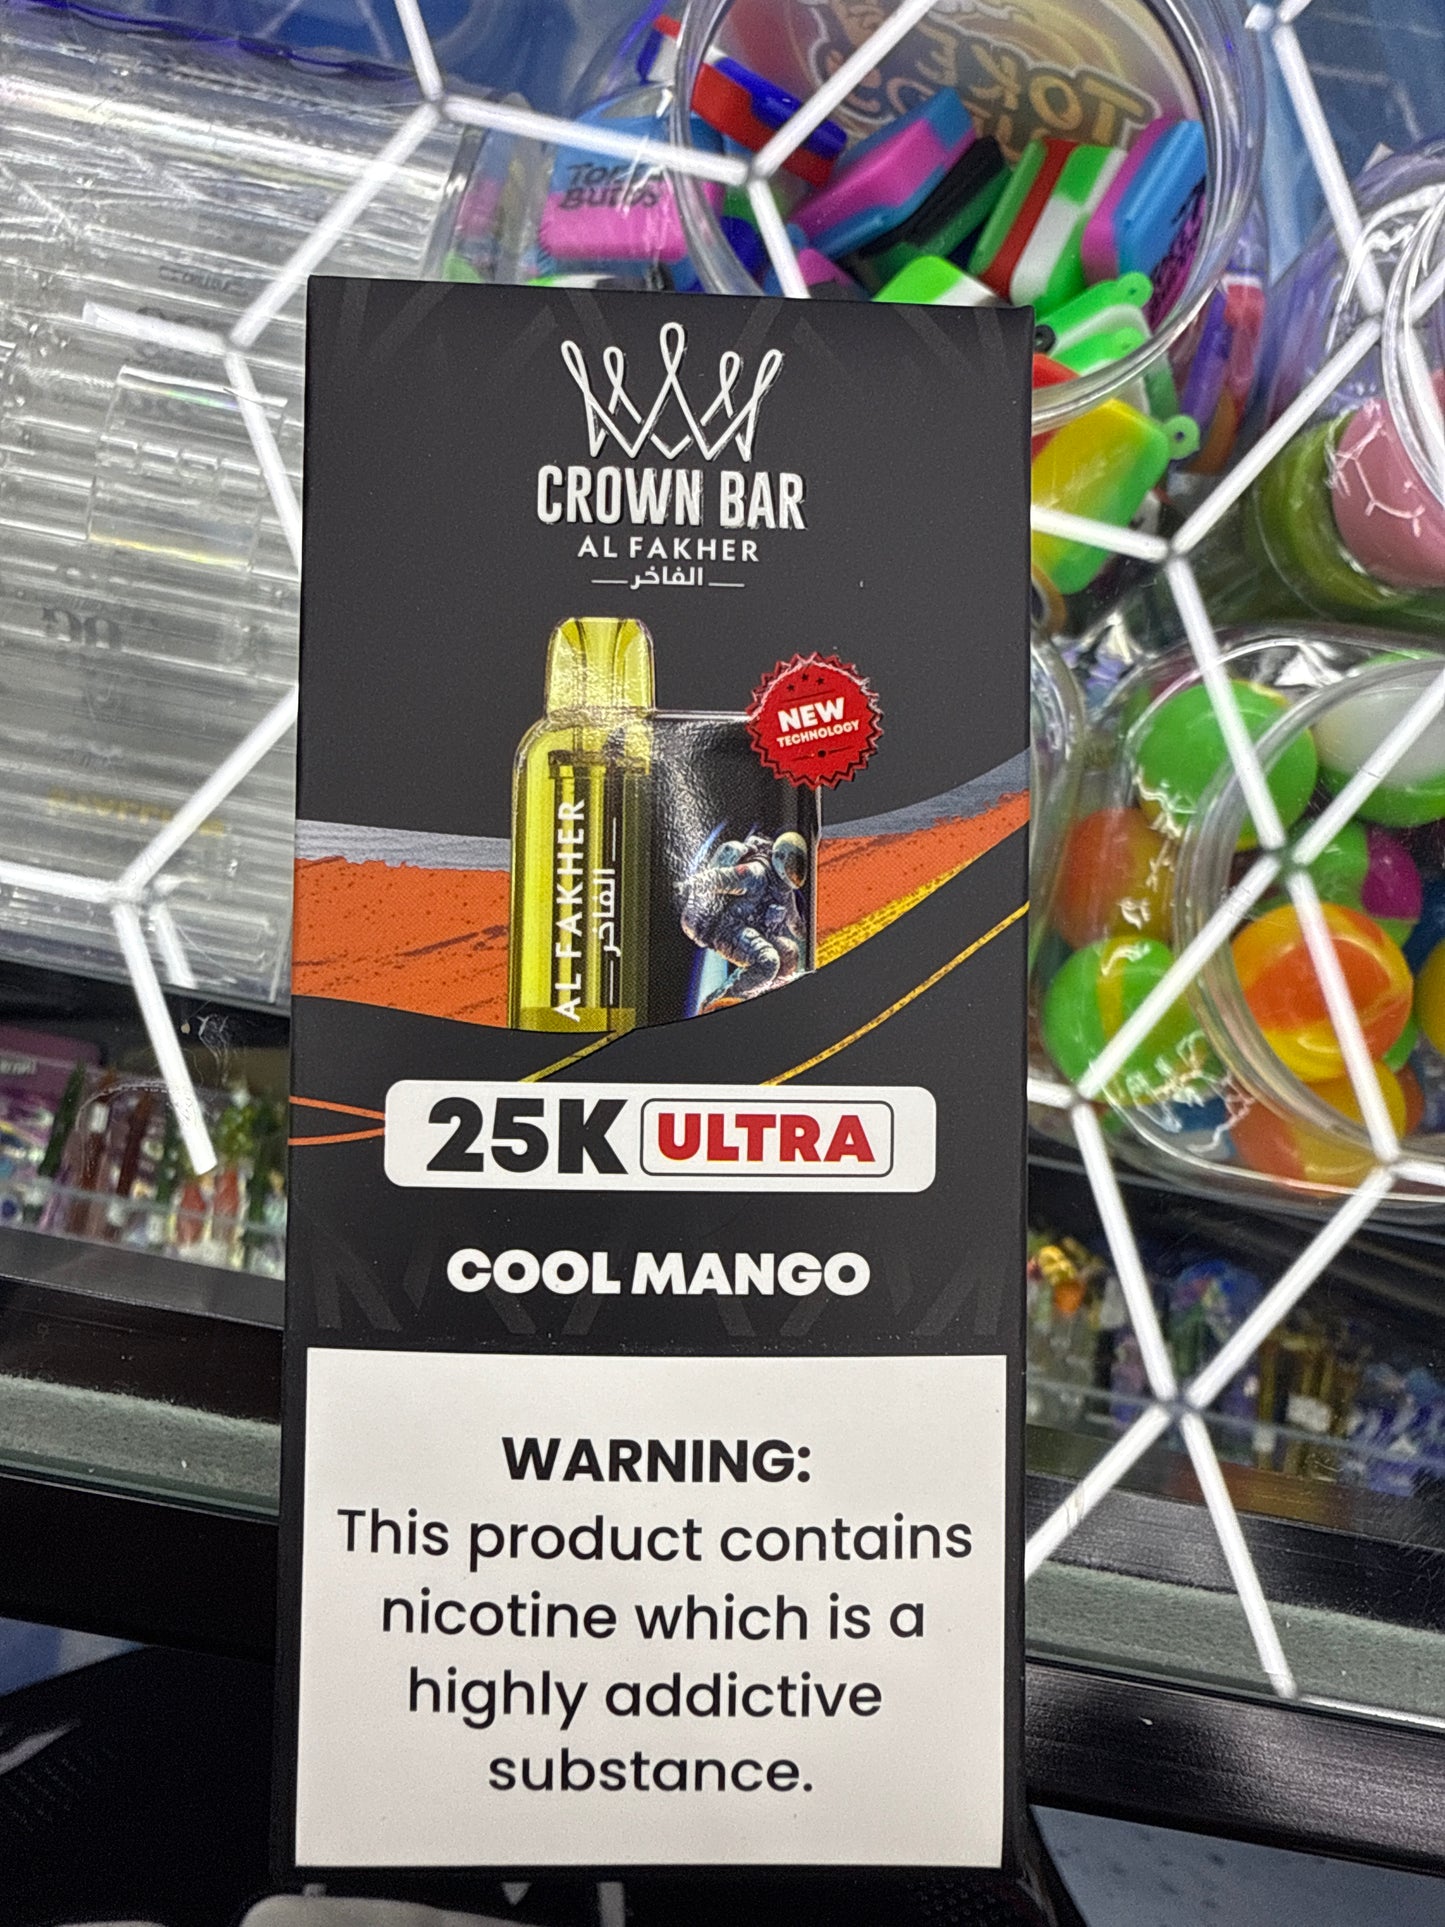 TOKE
CROWN BAR
AL FAKHER
الفاخر
NEW
TECHNOLOGY
AL FAKHER
الفاخر
25K ULTRA
COOL MANGO
WARNING:
This product contains
nicotine which is a
highly addictive
substance.